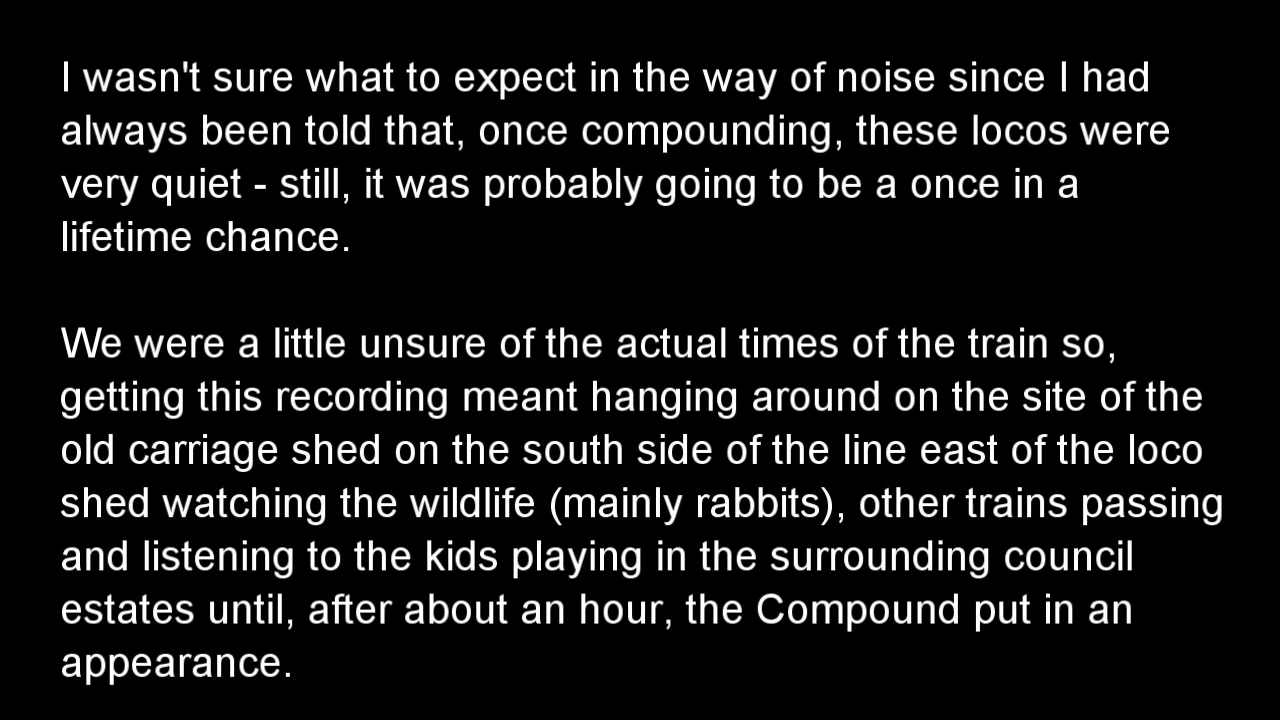 I wasn't sure what to expect in the way of noise since I had
always been told that, once compounding, these locos were
very quiet - still, it was probably going to be a once in a
lifetime chance.
We were a little unsure of the actual times of the train so,
getting this recording meant hanging around on the site of the
old carriage shed on the south side of the line east of the loco
shed watching the wildlife (mainly rabbits), other trains passing
and listening to the kids playing in the surrounding council
estates until, after about an hour, the Compound put in an
appearance.